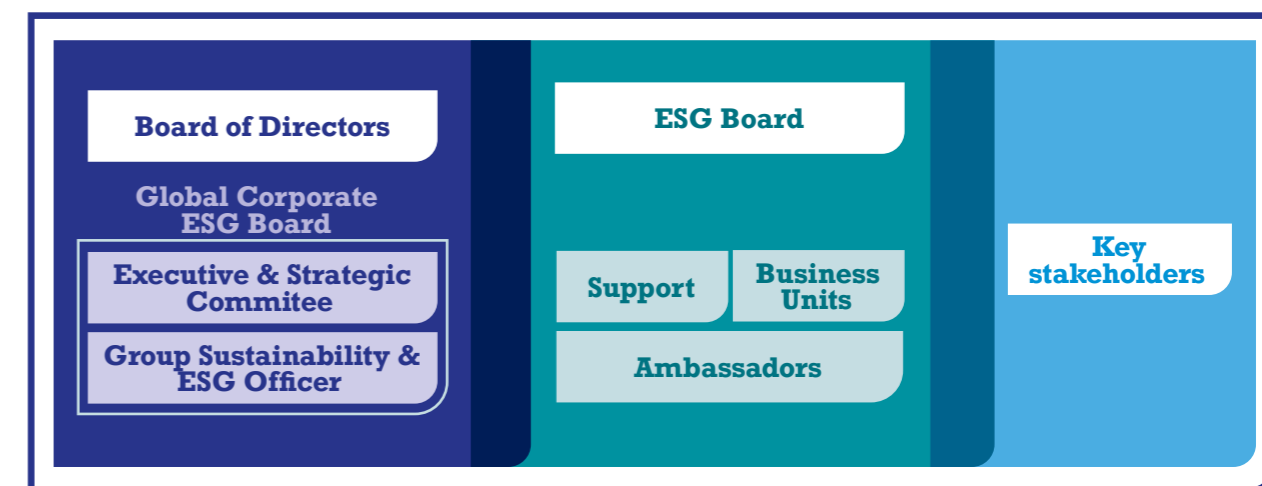 Board of Directors
Global Corporate
ESG Board
Executive & Strategic
Commitee
Group Sustainability &
ESG Officer
ESG Board
Support
Business
Units
Ambassadors
Key
stakeholders